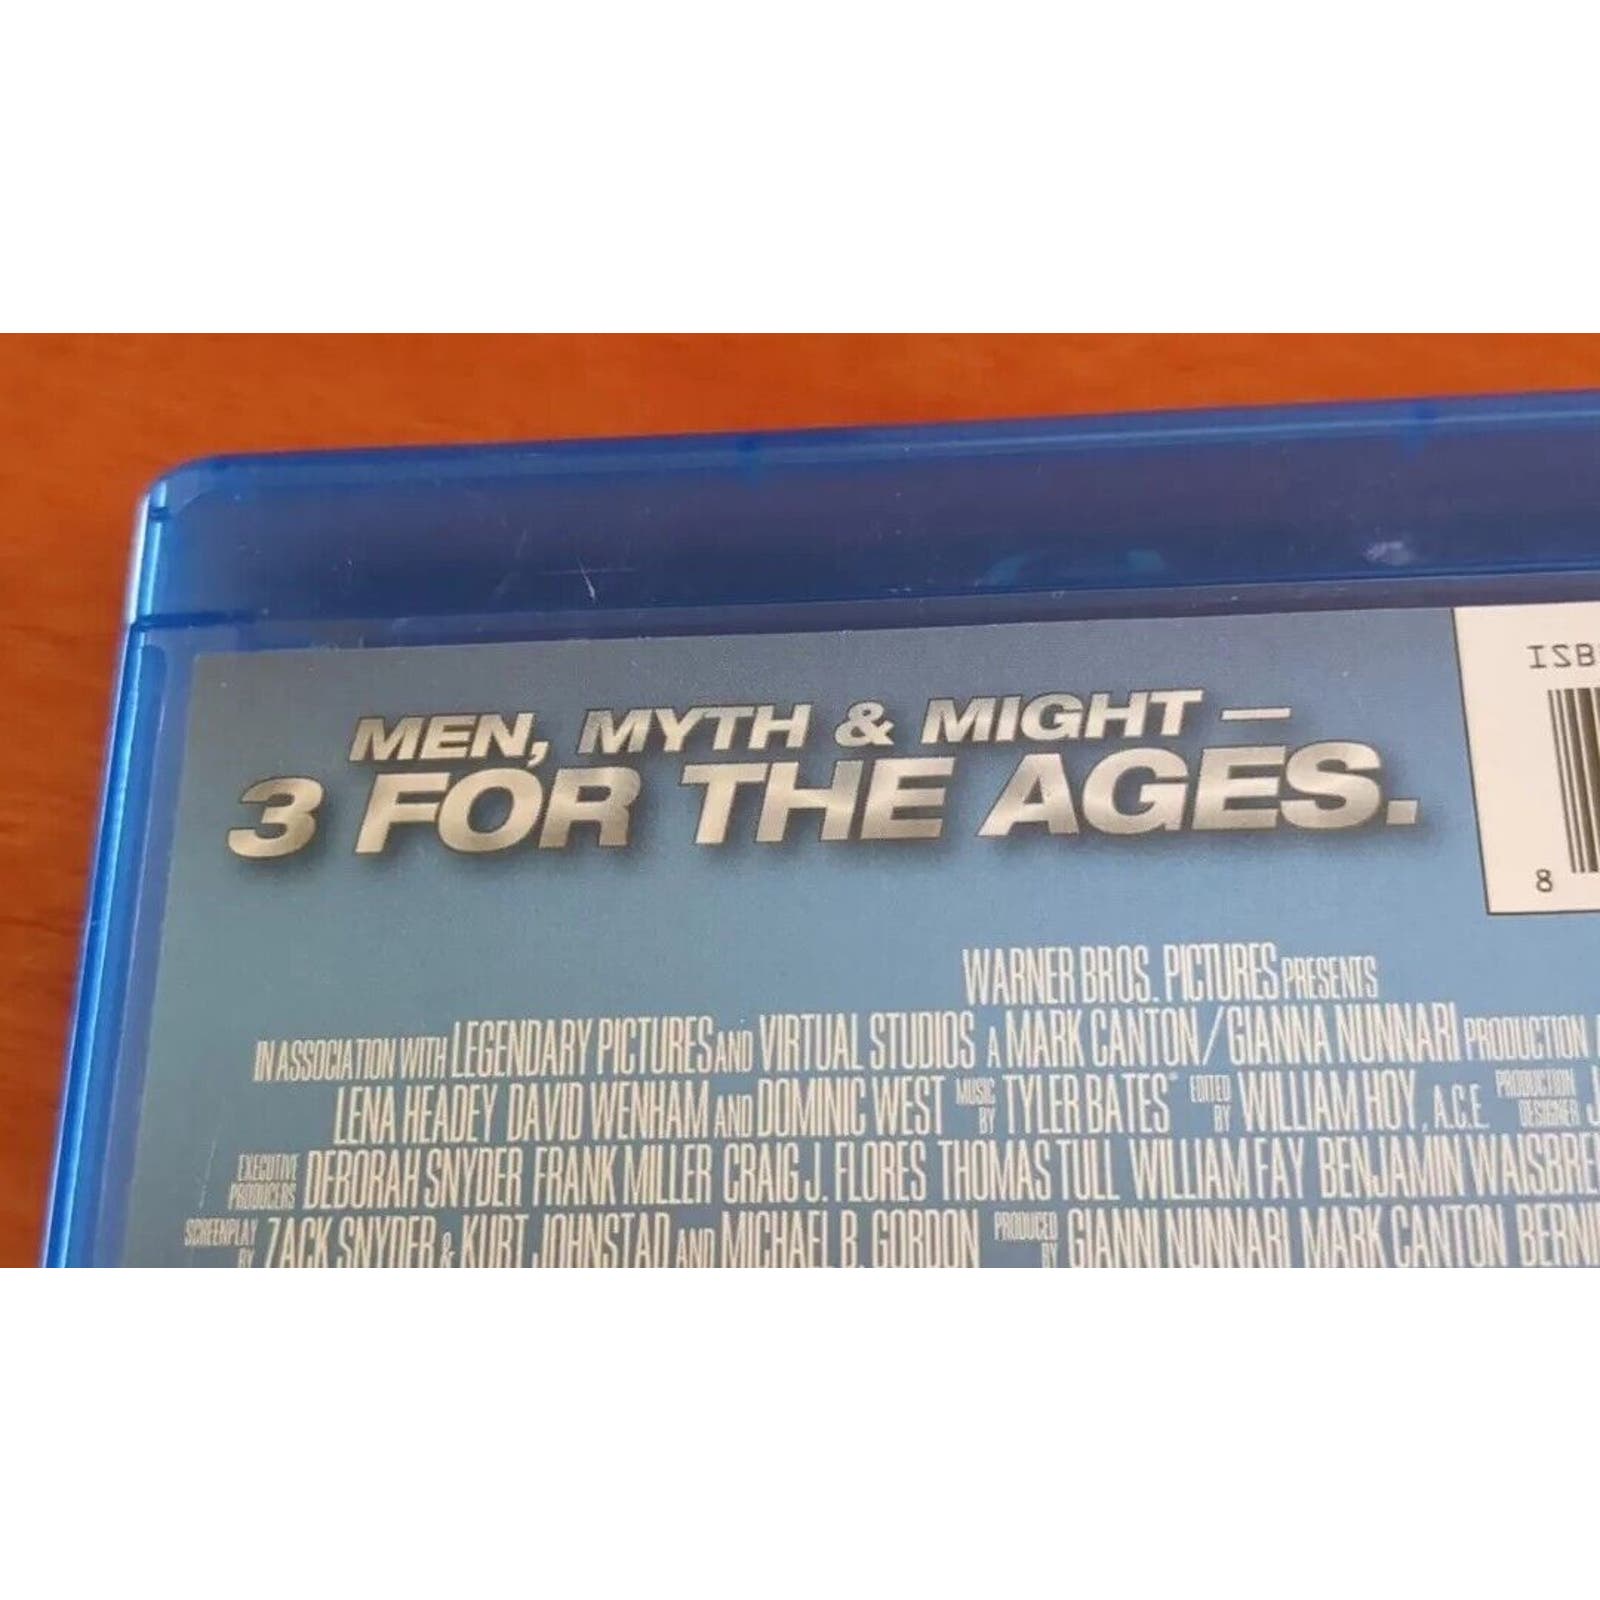 MEN, MYTH & MIGHT –
3 FOR THE AGES.
ISB
8
WARNER BROS. PICTURES PRESENTS
IN ASSOCIATION WITH LEGENDARY PICTURES AND VIRTUAL STUDIOS A MARK CANTON/GIANNA NUNNARI PRODUCTION
LENA HEADEY DAVID WENHAM AND DOMINIC WEST MUSIC BY TYLER BATES EDITED BY WILLIAM HOY, A.C.E. PRODUCTION DESIGNER J
EXECUTIVE PRODUCERS DEBORAH SNYDER FRANK MILLER CRAIG J. FLORES THOMAS TULL WILLIAM FAY BENJAMIN WAISBRE
SCREENPLAY BY ZACK SNYDER & KURT JOHNSTAD AND MICHAEL B. GORDON PRODUCED BY GIANNI NUNNARI MARK CANTON BERNI